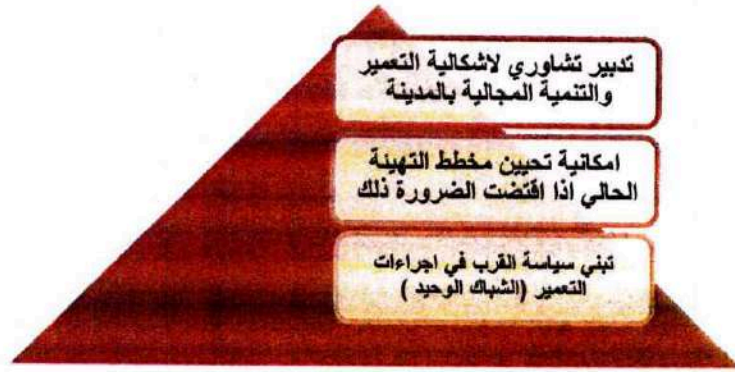 تدبير تشاوري لاشكالية التعمير
والتنمية المجالية بالمدينة
امكانية تحيين مخطط التهيئة
الحالي اذا اقتضت الضرورة ذلك
تبني سياسة القرب في اجراءات
التعمير (الشباك الوحيد )